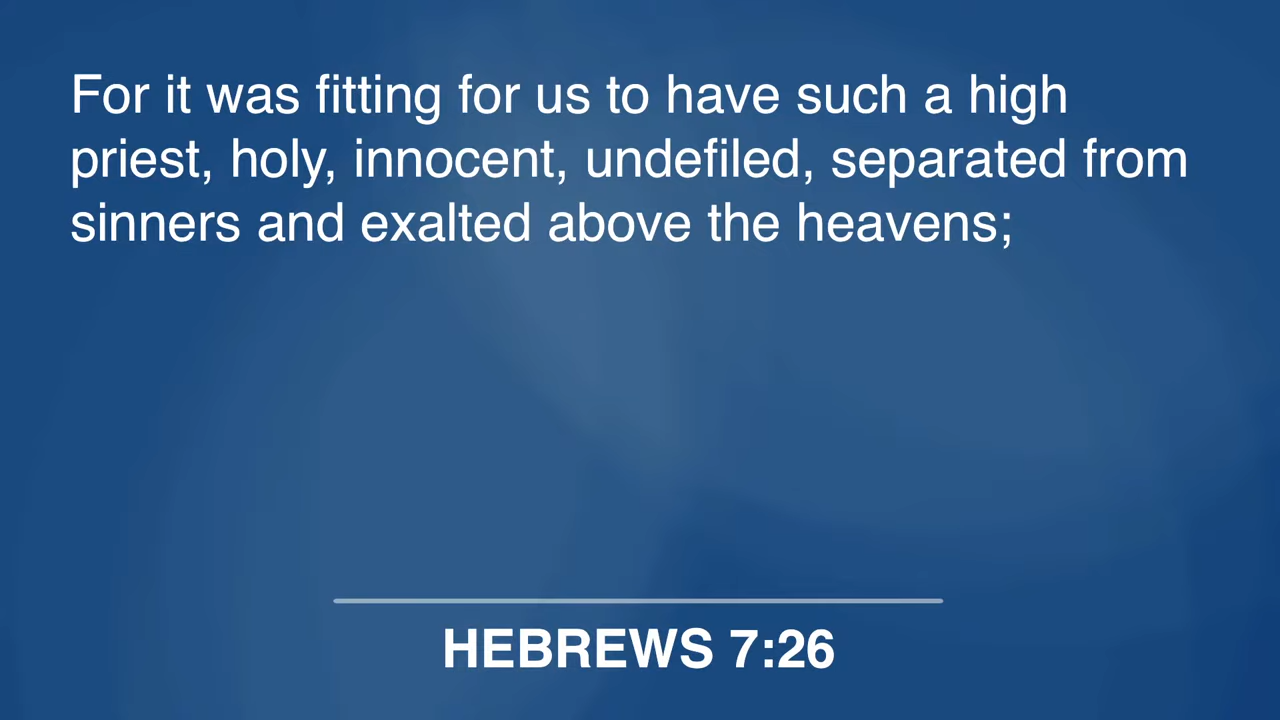 For it was fitting for us to have such a high
priest, holy, innocent, undefiled, separated from
sinners and exalted above the heavens;
HEBREWS 7:26